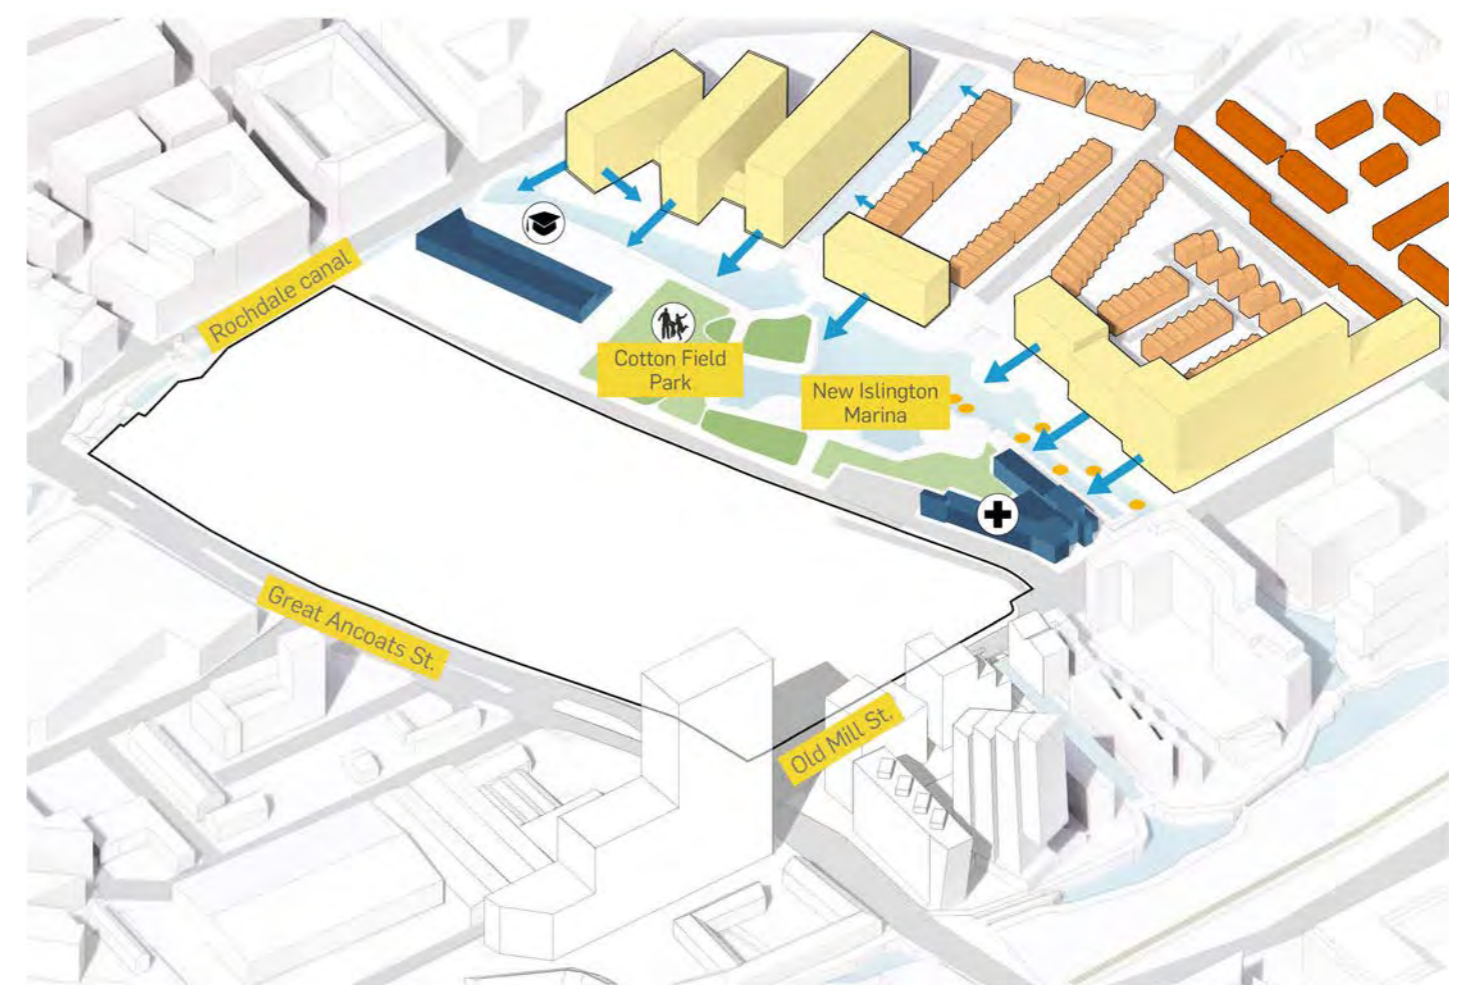 Rochdale canal
Cotton Field
Park
New Islington
Marina
Great Ancoats St.
Old Mill St.